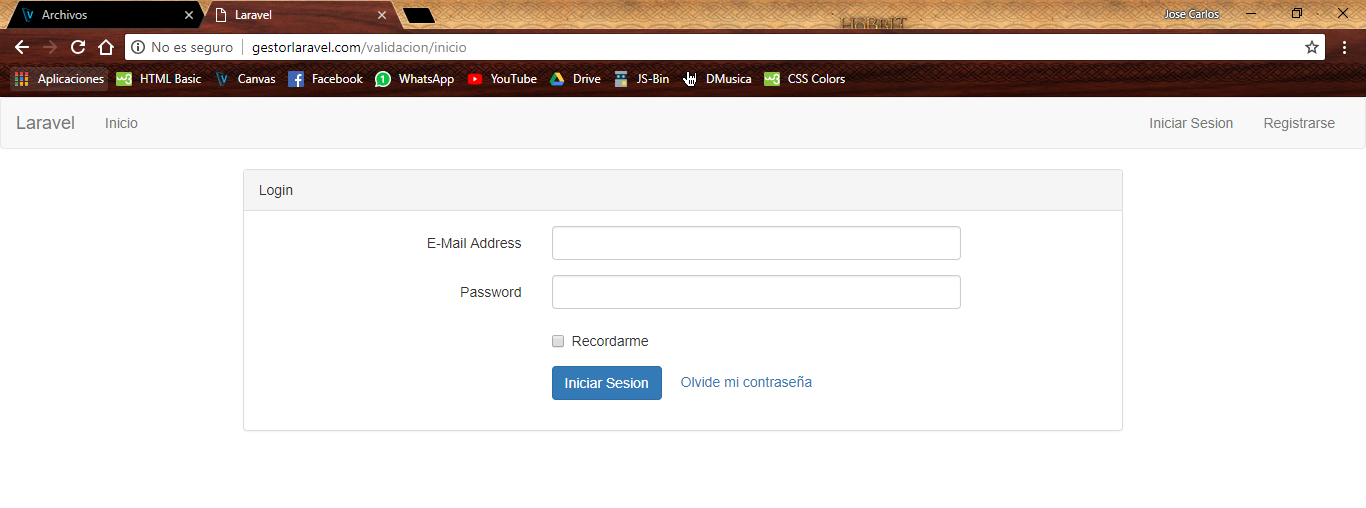 Archivos
Laravel
HOBBIT
Jose Carlos
No es seguro
gestorlaravel.com/validacion/inicio
Aplicaciones HTML Basic Canvas Facebook WhatsApp YouTube Drive JS-Bin DMusica CSS Colors
Laravel Inicio Iniciar Sesion Registrarse
Login
E-Mail Address
Password
Recordarme
Iniciar Sesion Olvide mi contraseña